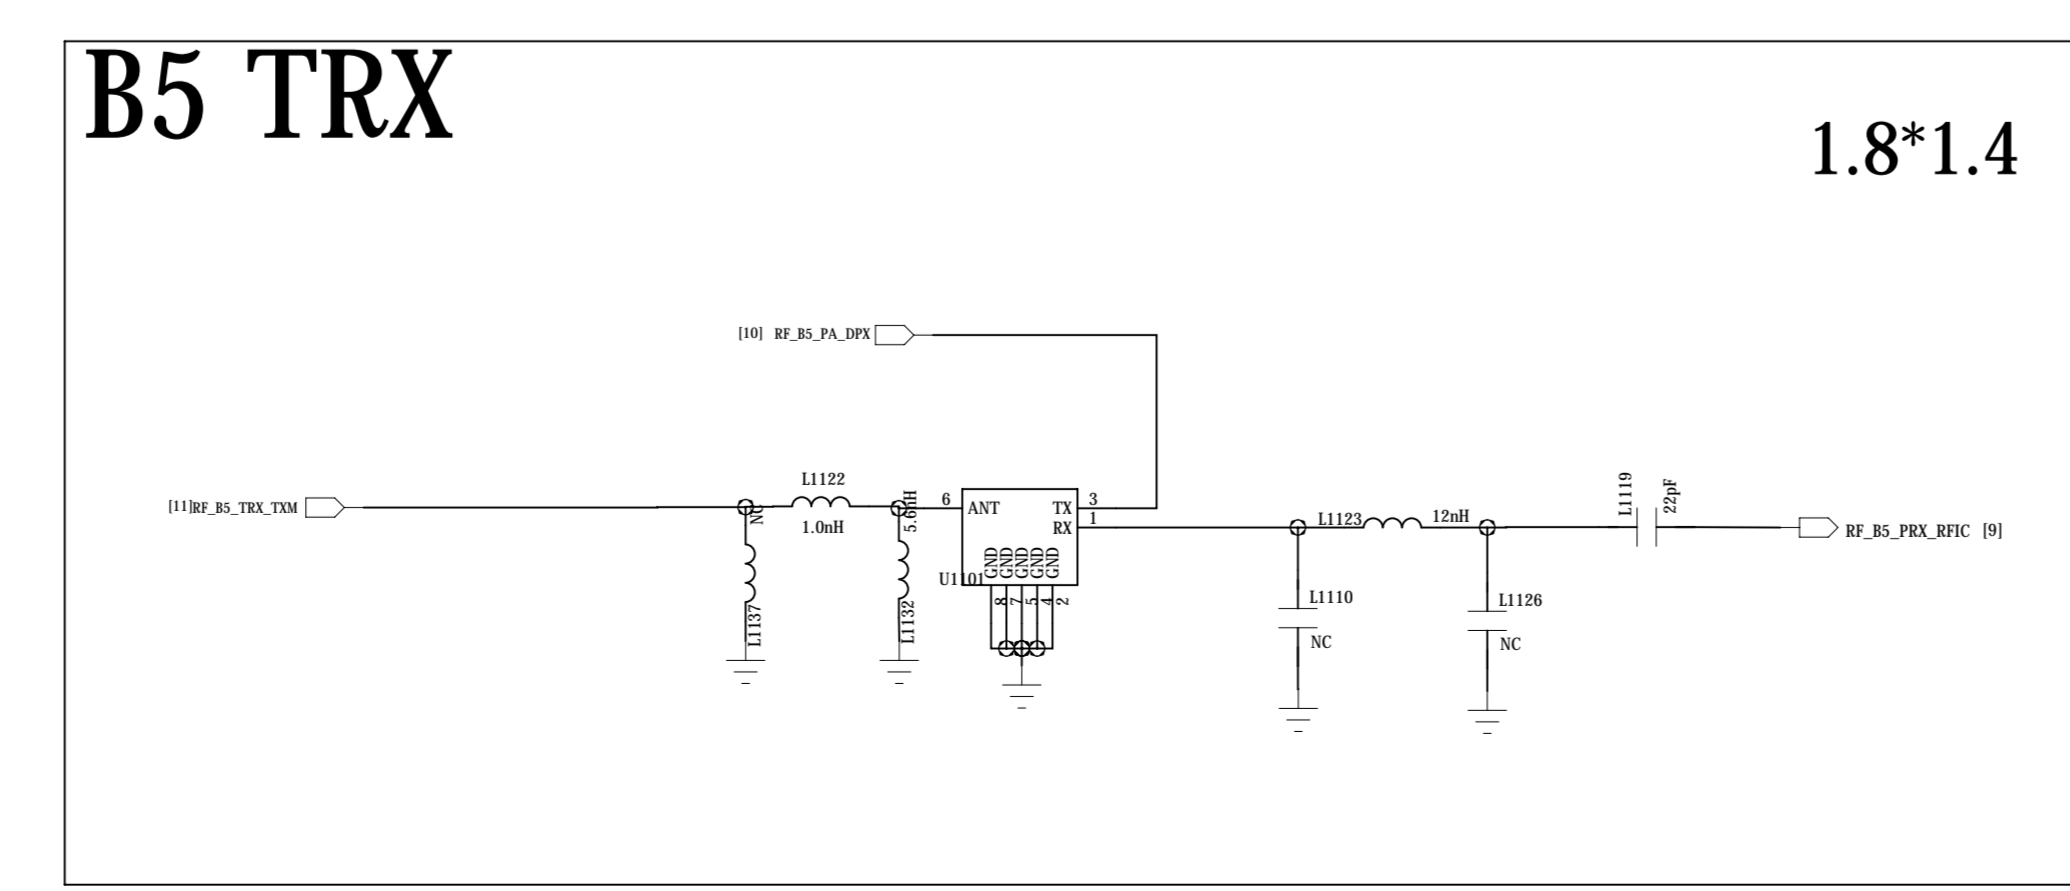 B5 TRX
1.8*1.4
[10] RF_B5_PA_DPX
[11]RF_B5_TRX_TXM
NC
L1137
L1122
1.0nH
5.6nH
L1132
6
ANT
TX
3
RX
1
GND
GND
GND
GND
GND
U1101
8
7
5
4
2
L1123
12nH
L1110
NC
L1126
NC
L1119
22pF
RF_B5_PRX_RFIC [9]